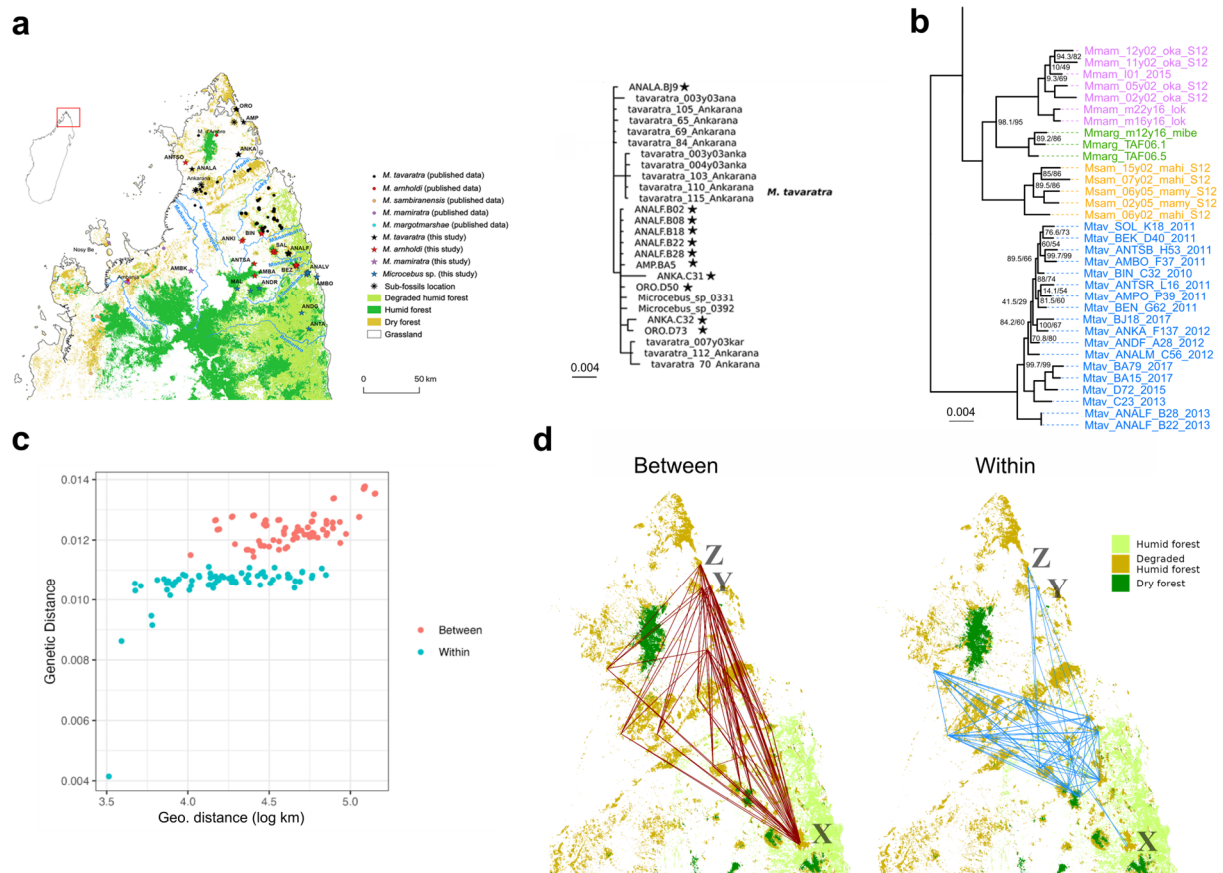 a
ORO
AMP
M. d'Ambre
ANKA
ANTSO
ANALA
Irodo
Ankarana
Loky
BIN
ANKI
SAL
ANALF
Nosy Be
ANTSA
BEZ
ANALV
AMBK
AMBA
AMBO
MAL
ANDR
ANTA
M. tavaratra (published data)
M. arnholdi (published data)
M. sambiranensis (published data)
M. mamiratra (published data)
M. margotmarshae (published data)
M. tavaratra (this study)
M. arnholdi (this study)
M. mamiratra (this study)
Microcebus sp. (this study)
Sub-fossils location
Degraded humid forest
Humid forest
Dry forest
Grassland
0 50 km
ANALA.BJ9
tavaratra_003y03ana
tavaratra_105_Ankarana
tavaratra_65_Ankarana
tavaratra_69_Ankarana
tavaratra_84_Ankarana
tavaratra_003y03anka
tavaratra_004y03anka
tavaratra_103_Ankarana
tavaratra_110_Ankarana
tavaratra_115_Ankarana
M. tavaratra
ANALF.B02
ANALF.B08
ANALF.B18
ANALF.B22
ANALF.B28
AMP.BA5
ANKA.C31
ORO.D50
Microcebus_sp_0331
Microcebus_sp_0392
ANKA.C32
ORO.D73
tavaratra_007y03kar
tavaratra_112_Ankarana
tavaratra_70_Ankarana
0.004
b
Mmam_12y02_oka_S12
94.3/82
Mmam_11y02_oka_S12
10/49
Mmam_l01_2015
9.3/69
Mmam_05y02_oka_S12
Mmam_02y02_oka_S12
Mmam_m22y16_lok
Mmam_m16y16_lok
98.1/95
Mmarg_m12y16_mibe
89.2/86
Mmarg_TAF06.1
Mmarg_TAF06.5
Msam_15y02_mahi_S12
85/86
Msam_07y02_mahi_S12
89.5/86
Msam_06y05_mamy_S12
Msam_02y05_mamy_S12
Msam_06y02_mahi_S12
Mtav_SOL_K18_2011
76.6/73
Mtav_BEK_D40_2011
60/54
Mtav_ANTSB_H53_2011
99.7/99
89.5/66
Mtav_AMBO_F37_2011
Mtav_BIN_C32_2010
88/74
Mtav_ANTSR_L16_2011
14.1/54
Mtav_AMPO_P39_2011
41.5/29
81.5/60
Mtav_BEN_G62_2011
Mtav_BJ18_2017
84.2/60
100/67
Mtav_ANKA_F137_2012
70.8/80
Mtav_ANDF_A28_2012
Mtav_ANALM_C56_2012
99.7/99
Mtav_BA79_2017
Mtav_BA15_2017
Mtav_D72_2015
Mtav_C23_2013
0.004
Mtav_ANALF_B28_2013
Mtav_ANALF_B22_2013
c
0.014
0.012
0.010
0.008
0.006
0.004
Genetic Distance
3.5 4.0 4.5 5.0
Geo. distance (log km)
Between
Within
d
Between
Within
Z
Y
X
Z
Y
X
Humid forest
Degraded
Humid forest
Dry forest